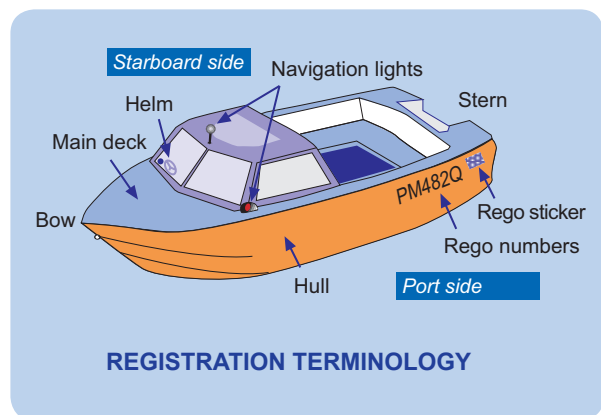 Starboard side
Navigation lights
Helm
Stern
Main deck
PM482Q
Bow
Rego sticker
Rego numbers
Hull
Port side
REGISTRATION TERMINOLOGY